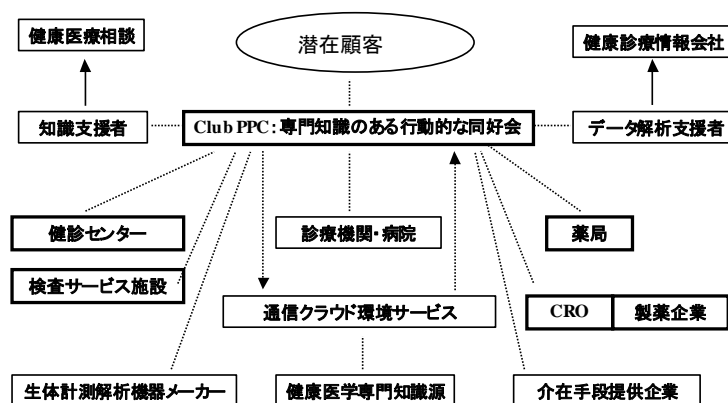 健康医療相談
潜在顧客
健康診療情報会社
知識支援者
Club PPC:専門知識のある行動的な同好会
データ解析支援者
健診センター
診療機関・病院
薬局
検査サービス施設
通信クラウド環境サービス
CRO
製薬企業
生体計測解析機器メーカー
健康医学専門知識源
介在手段提供企業